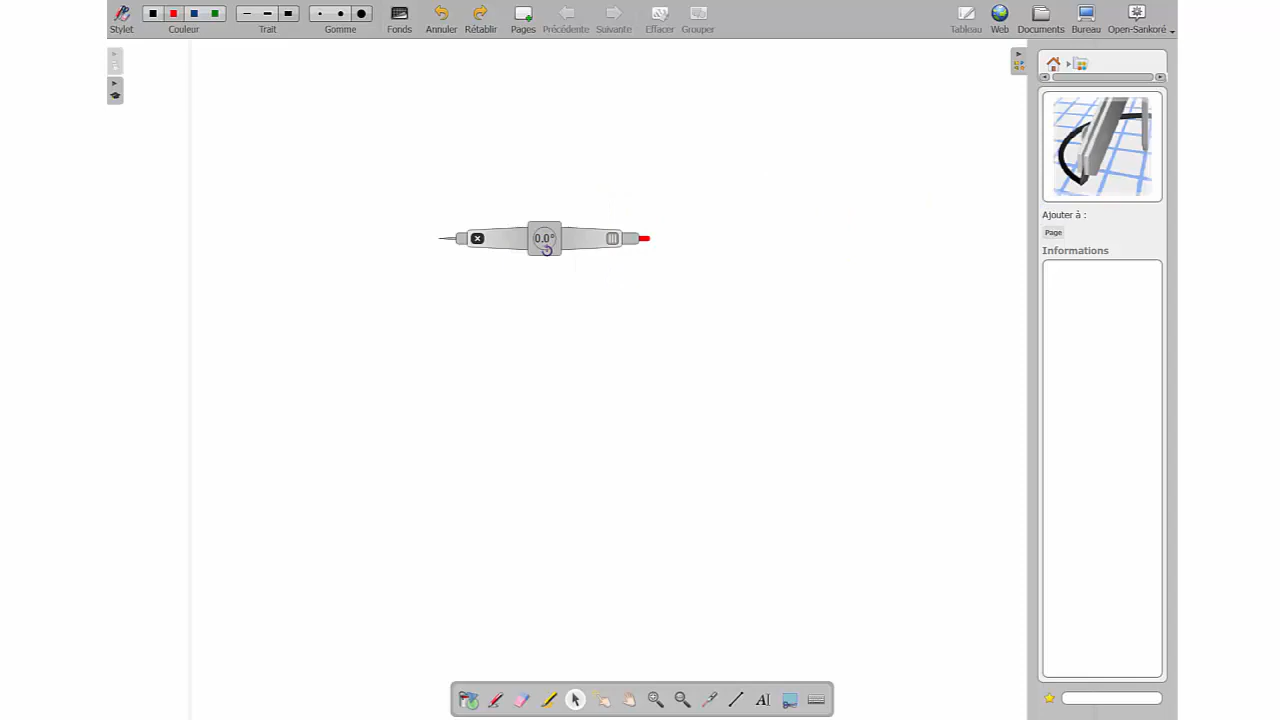 Stylet Couleur Trait Gomme Fonds Annuler Rétablir Pages Précédente Suivante Effacer Grouper Tableau Web Documents Bureau Open-Sankoré
0.0°
Ajouter à :
Page
Informations
A